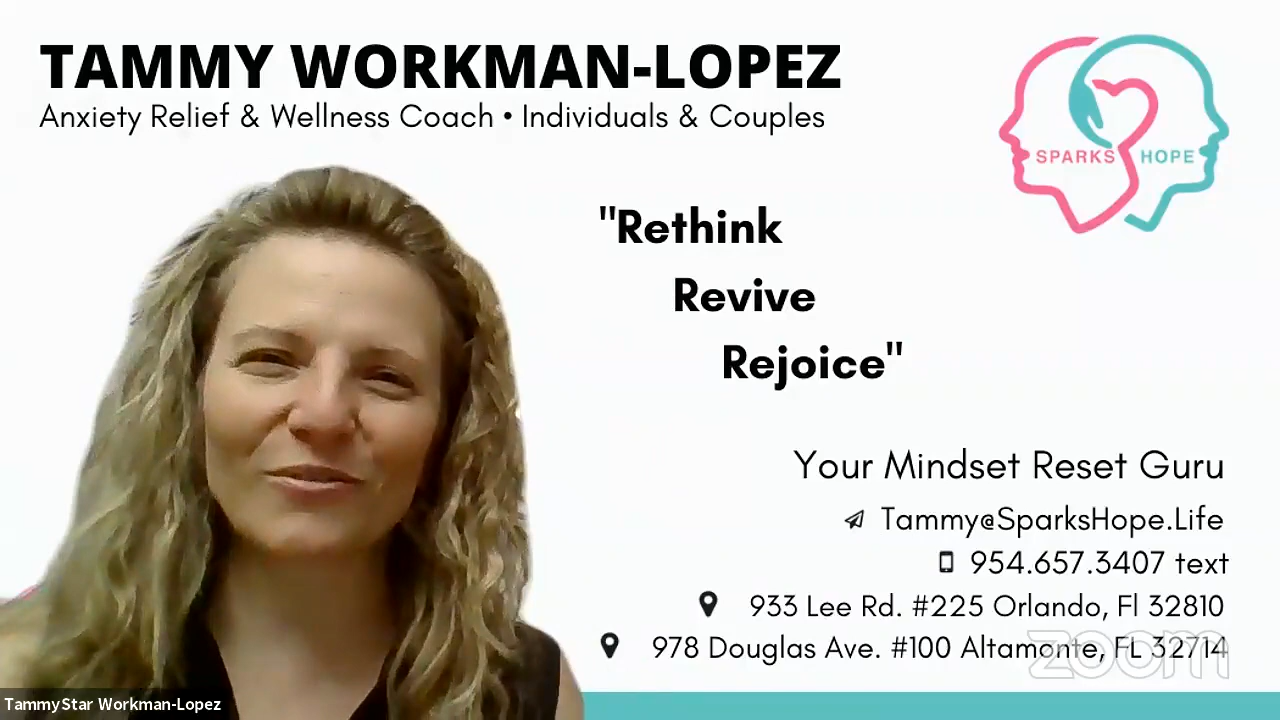 TAMMY WORKMAN-LOPEZ
Anxiety Relief & Wellness Coach • Individuals & Couples
SPARKS HOPE
"Rethink
Revive
Rejoice"
Your Mindset Reset Guru
Tammy@SparksHope.Life
954.657.3407 text
933 Lee Rd. #225 Orlando, Fl 32810
978 Douglas Ave. #100 Altamonte, FL 32714
zoom
TammyStar Workman-Lopez